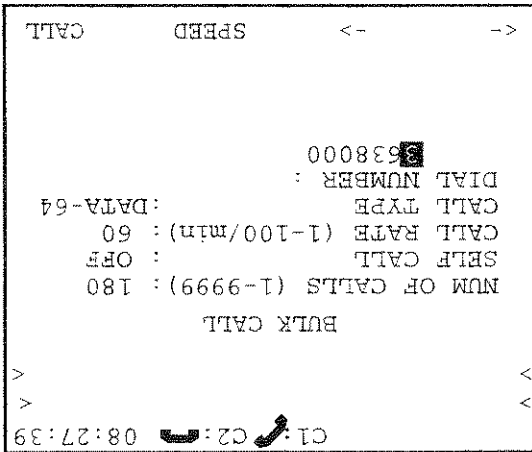 C1: C2: 08:27:39
> <
> <
BULK CALL
NUM OF CALLS (1-9999): 180
SELF CALL : OFF
CALL RATE (1-100/min): 60
CALL TYPE :DATA-64
DIAL NUMBER :
3638000
<- -> SPEED CALL